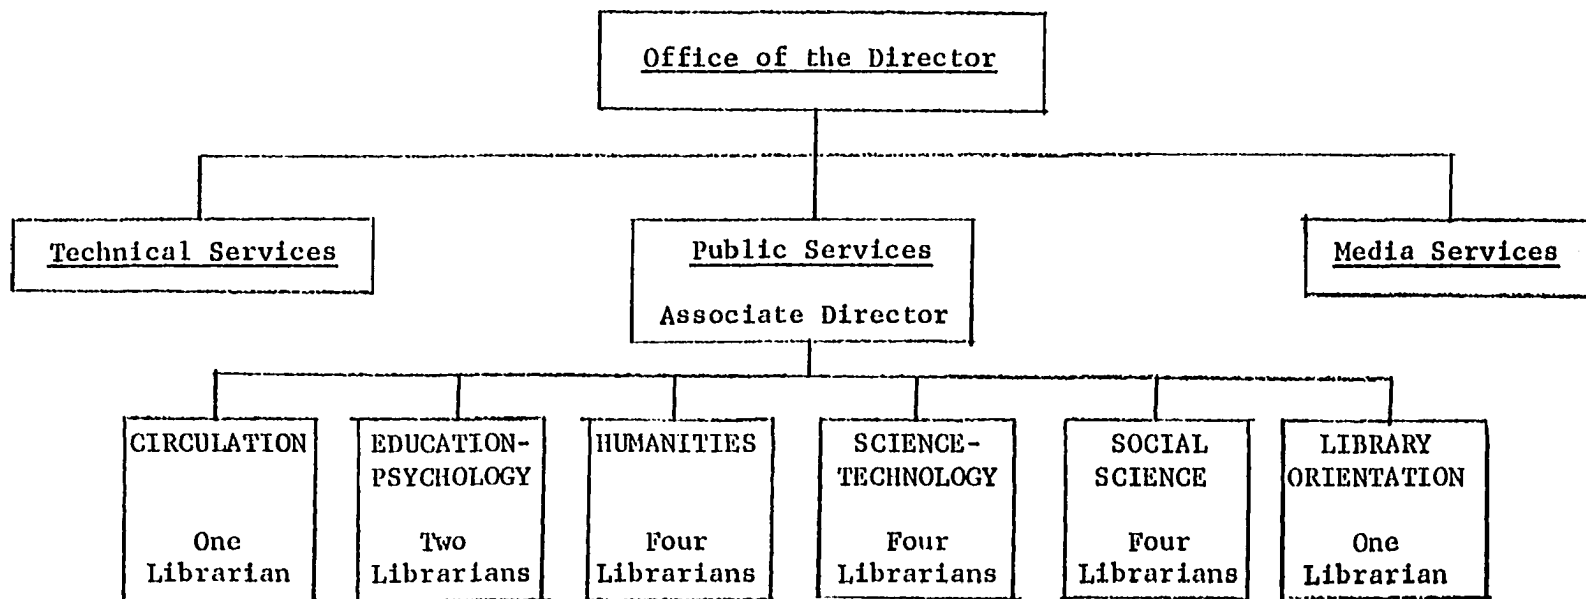 Office of the Director
Technical Services
Public Services
Associate Director
Media Services
CIRCULATION
One
Librarian
EDUCATION-
PSYCHOLOGY
Two
Librarians
HUMANITIES
Four
Librarians
SCIENCE-
TECHNOLOGY
Four
Librarians
SOCIAL
SCIENCE
Four
Librarians
LIBRARY
ORIENTATION
One
Librarian